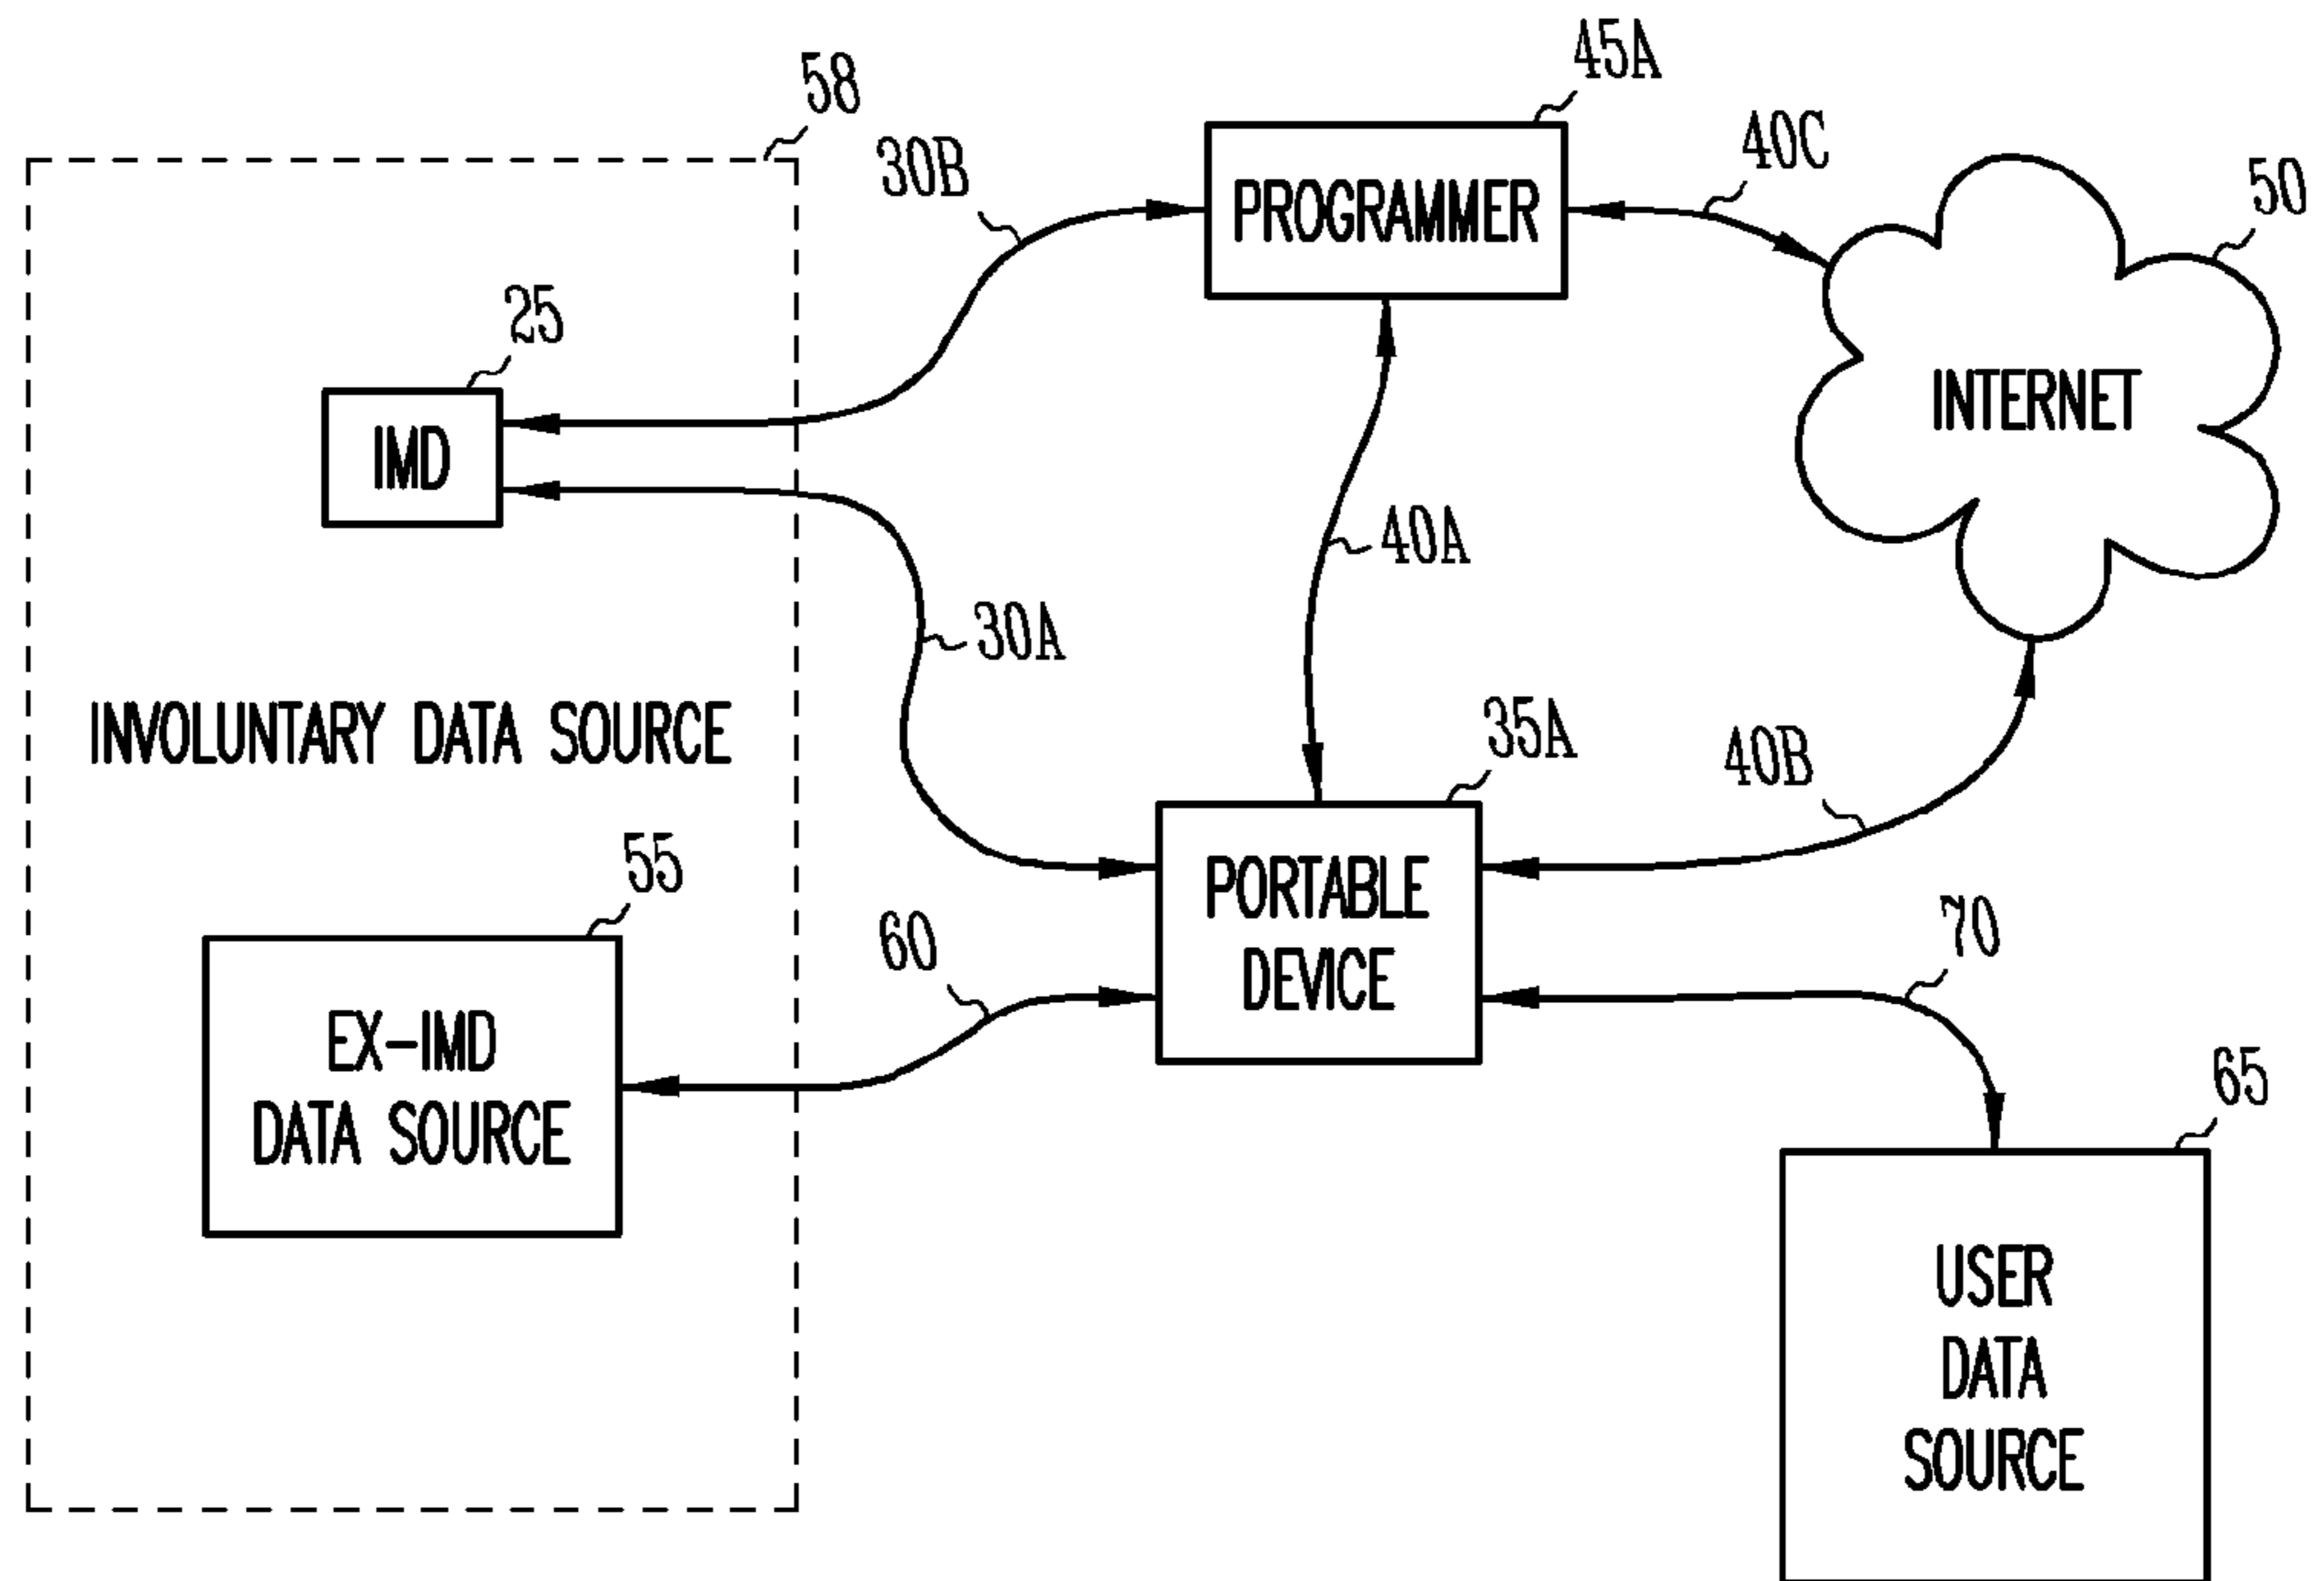 45A
58
40C
30B
50
PROGRAMMER
25
INTERNET
IMD
40A
30A
INVOLUNTARY DATA SOURCE
35A
40B
55
PORTABLE
DEVICE
60
70
EX-IMD
DATA SOURCE
65
USER
DATA
SOURCE